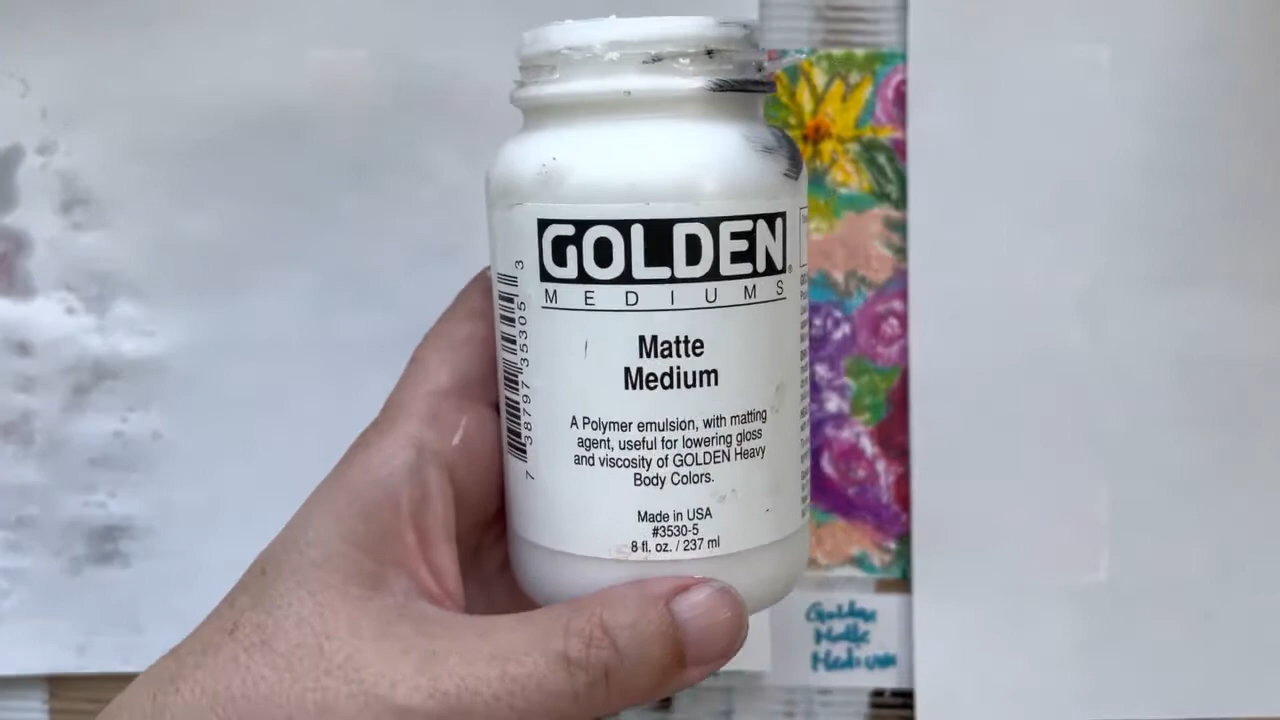 GOLDEN®
MEDIUMS
Matte
Medium
A Polymer emulsion, with matting
agent, useful for lowering gloss
and viscosity of GOLDEN Heavy
Body Colors.
Made in USA
#3530-5
8 fl. oz. / 237 ml
7 38797 35305 3
Golden
Matte
Medium